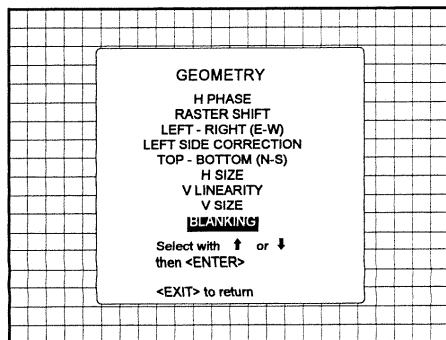 GEOMETRY
H PHASE
RASTER SHIFT
LEFT - RIGHT (E-W)
LEFT SIDE CORRECTION
TOP - BOTTOM (N-S)
H SIZE
V LINEARITY
V SIZE
BLANKING
Select with ⬆ or ⬇
then <ENTER>
<EXIT> to return